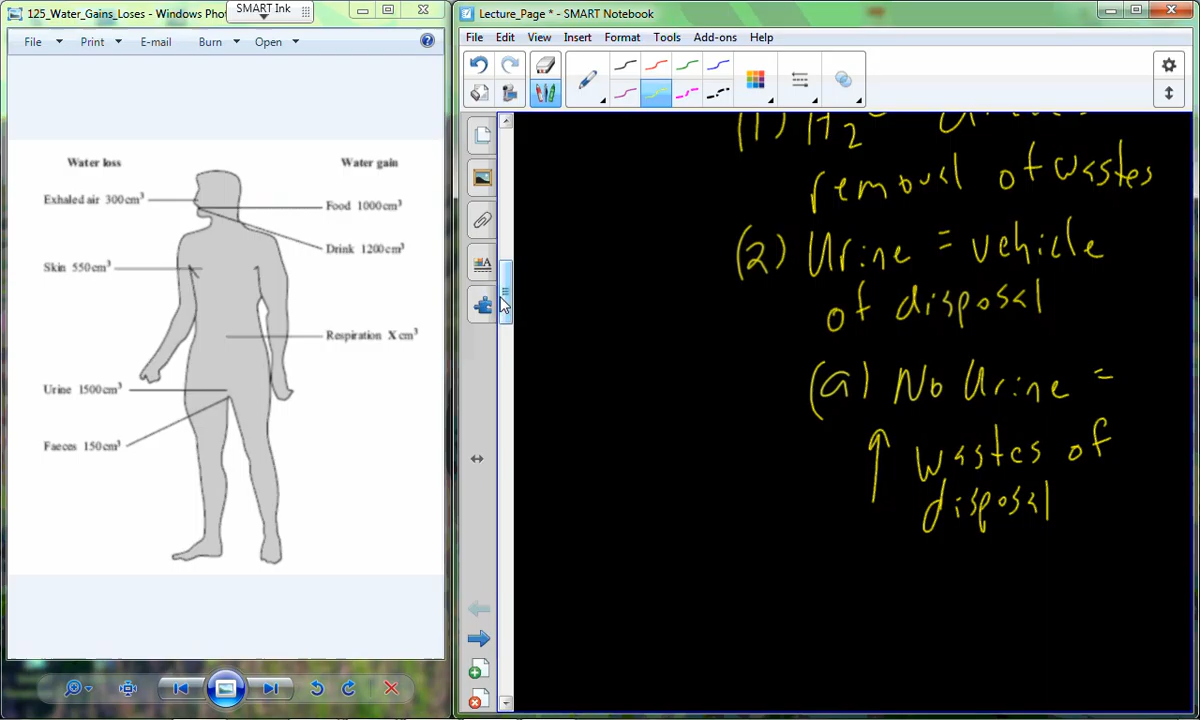 125_Water_Gains_Loses - Windows Pho
SMART Ink
File
Print
E-mail
Burn
Open
Water loss
Water gain
Exhaled air 300cm³
Food 1000cm³
Drink 1200cm³
Skin 550cm³
Respiration X cm³
Urine 1500cm³
Faeces 150cm³
Lecture_Page * - SMART Notebook
File Edit View Insert Format Tools Add-ons Help
(1) H2
removal of wastes
(2) Urine = vehicle
of disposal
(a) No Urine =
↑ wastes of
disposal